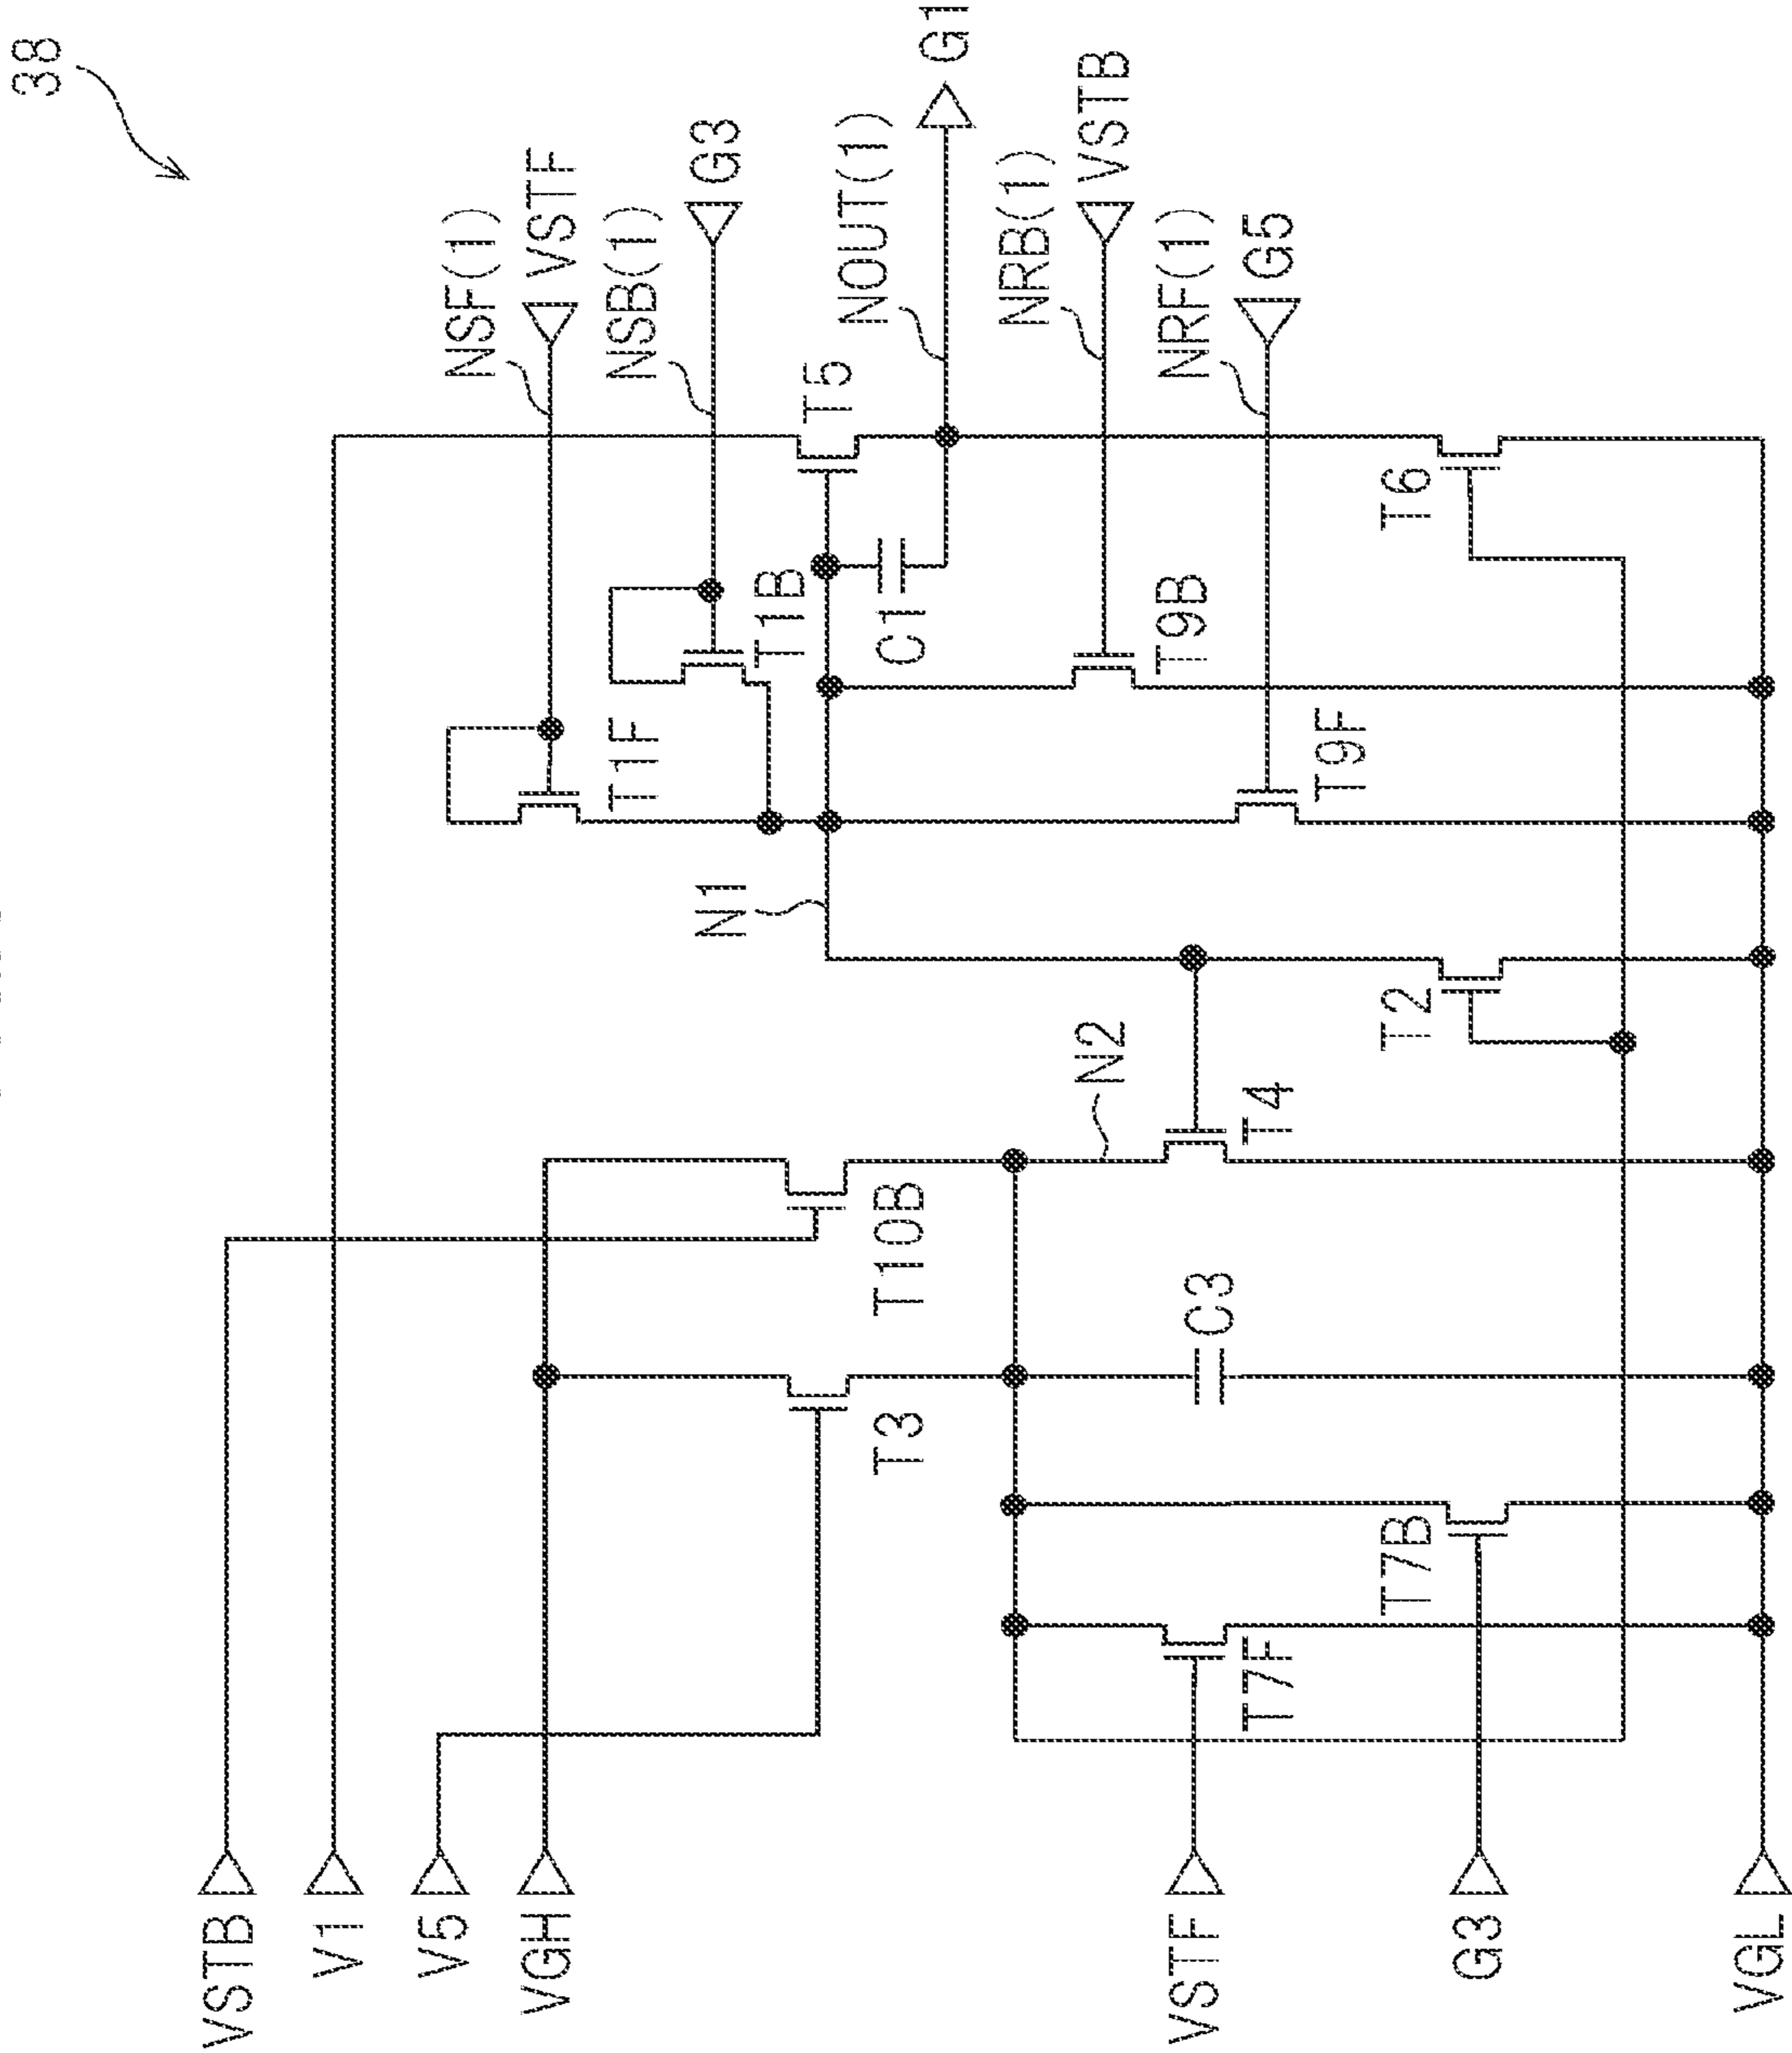 38
NSF(1)
VSTF
NSB(1)
G3
NOUT(1)
G1
NRB(1)
VSTB
NRF(1)
G5
T5
T1B
T1F
C1
T9B
T9F
T6
N1
N2
T2
T4
T10B
T3
C3
T7B
T7F
VSTB
V1
V5
VGH
VSTF
G3
VGL